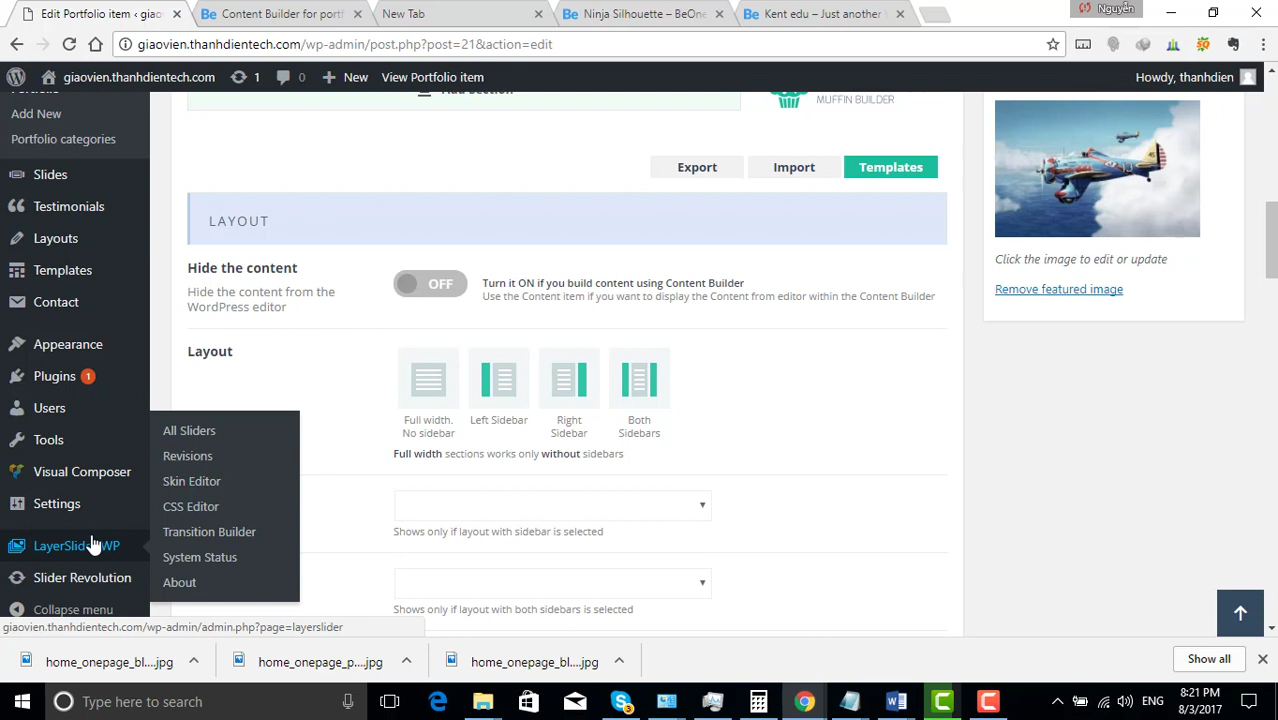 Edit Portfolio item ‹ giao
Content Builder for portf
New Tab
Ninja Silhouette – BeOne
Kent edu – Just another
Nguyễn
giaovien.thanhdientech.com/wp-admin/post.php?post=21&action=edit
giaovien.thanhdientech.com
1
0
New
View Portfolio item
Howdy, thanhdien
Add New
Portfolio categories
Slides
Testimonials
Layouts
Templates
Contact
Appearance
Plugins 1
Users
Tools
Visual Composer
Settings
LayerSlider WP
Slider Revolution
Collapse menu
All Sliders
Revisions
Skin Editor
CSS Editor
Transition Builder
System Status
About
Add Section
MUFFIN BUILDER
Export
Import
Templates
LAYOUT
Hide the content
Hide the content from the
WordPress editor
OFF
Turn it ON if you build content using Content Builder
Use the Content item if you want to display the Content from editor within the Content Builder
Layout
Full width.
No sidebar
Left Sidebar
Right
Sidebar
Both
Sidebars
Full width sections works only without sidebars
Shows only if layout with sidebar is selected
Shows only if layout with both sidebars is selected
Click the image to edit or update
Remove featured image
giaovien.thanhdientech.com/wp-admin/admin.php?page=layerslider
home_onepage_bl....jpg
home_onepage_p....jpg
home_onepage_bl....jpg
Show all
Type here to search
ENG
8:21 PM
8/3/2017